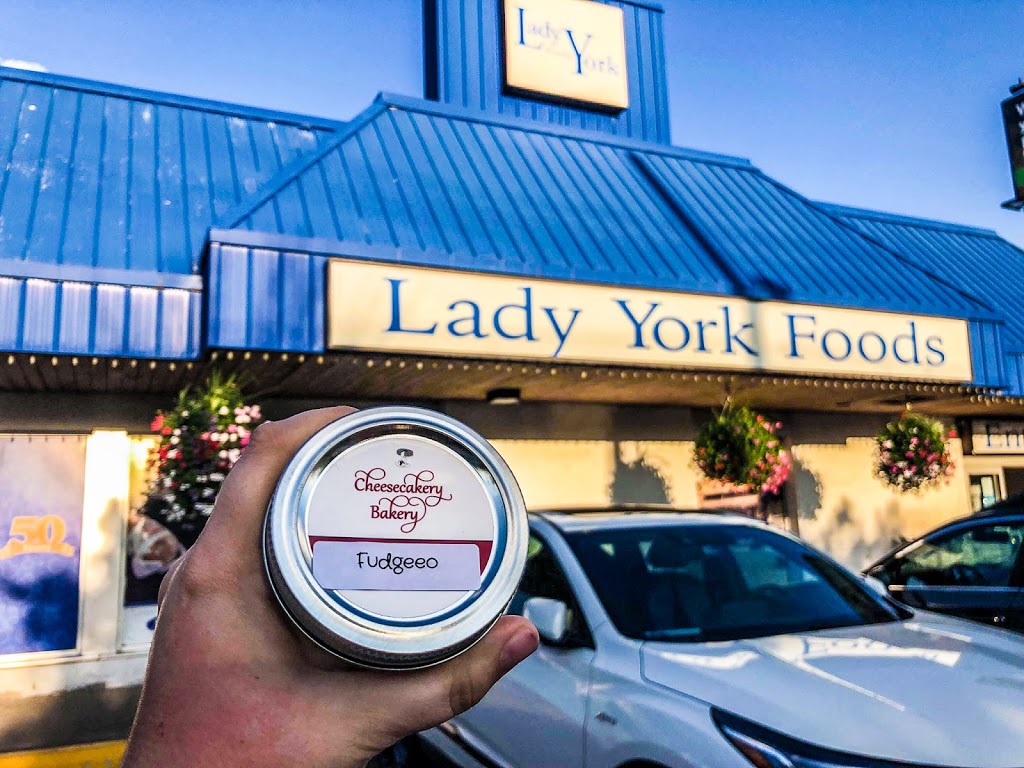 Lady
York
Lady York Foods
50
Cheesecakery
Bakery
Fudgeeo